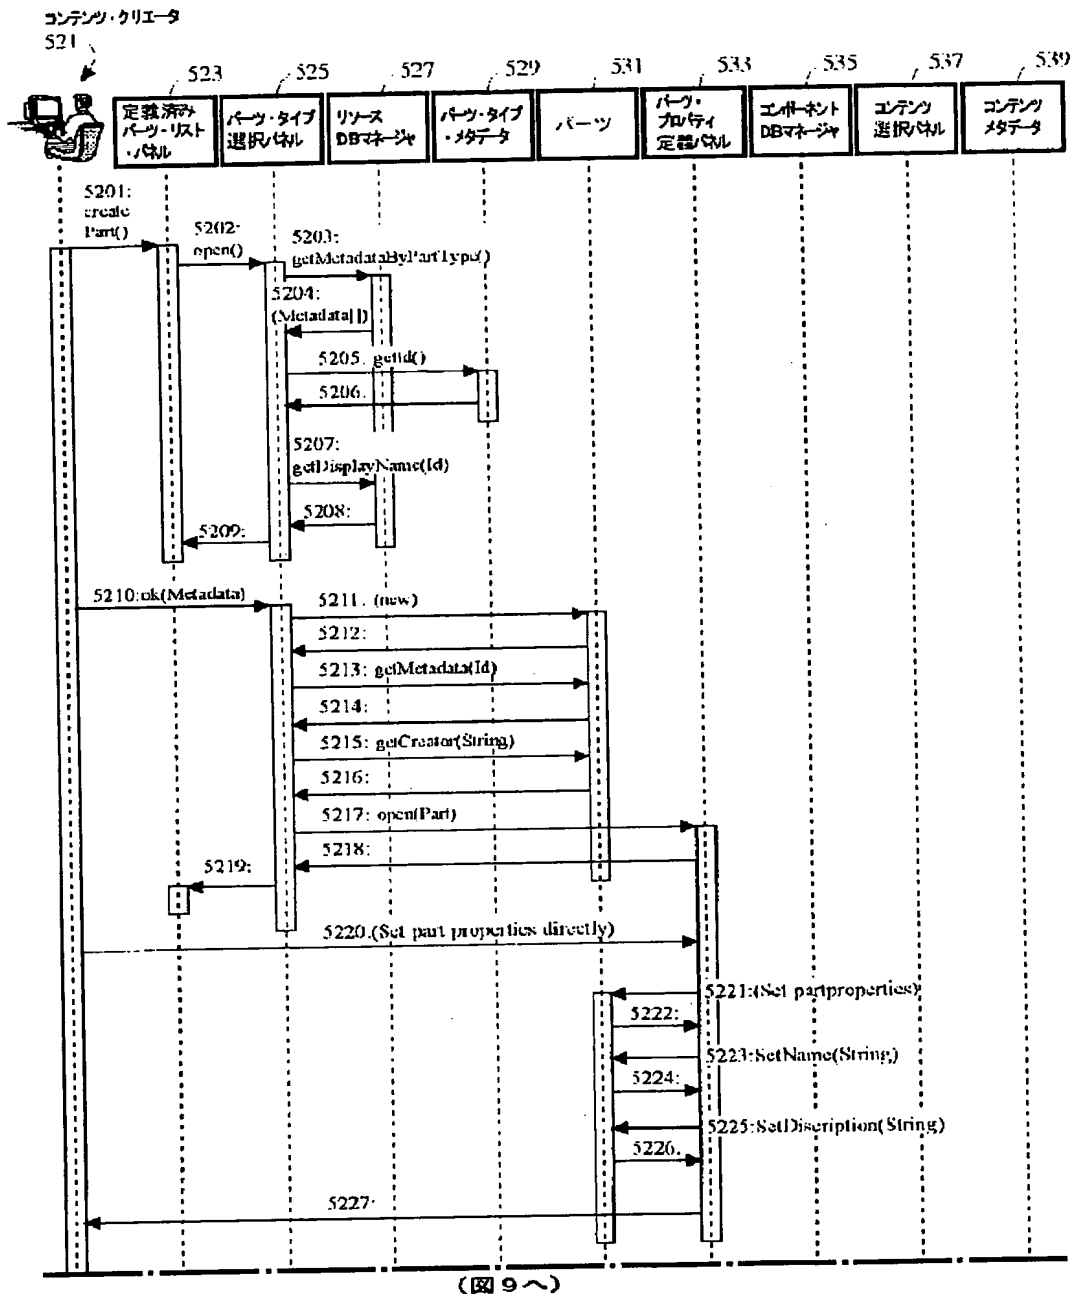 コンテンツ・クリエータ
521
523
525
527
529
531
533
535
537
539
定義済み
パーツ・リスト
・パネル
パーツ・タイプ
選択パネル
リソース
DBマネージャ
パーツ・タイプ
・メタデータ
パーツ
パーツ・
プロパティ
定義パネル
コンポーネント
DBマネージャ
コンテンツ
選択パネル
コンテンツ
メタデータ
5201:
create
Part()
5202:
open()
5203:
getMetadataByPartType()
5204:
(Metadata[])
5205. getId()
5206.
5207:
getDisplayName(Id)
5208:
5209:
5210:ok(Metadata)
5211. (new)
5212:
5213: getMetadata(Id)
5214:
5215: getCreator(String)
5216:
5217: open(Part)
5218:
5219:
5220.(Set part properties directly)
5221:(Set partproperties)
5222:
5223:SetName(String)
5224:
5225:SetDiscription(String)
5226.
5227:
(図9へ)